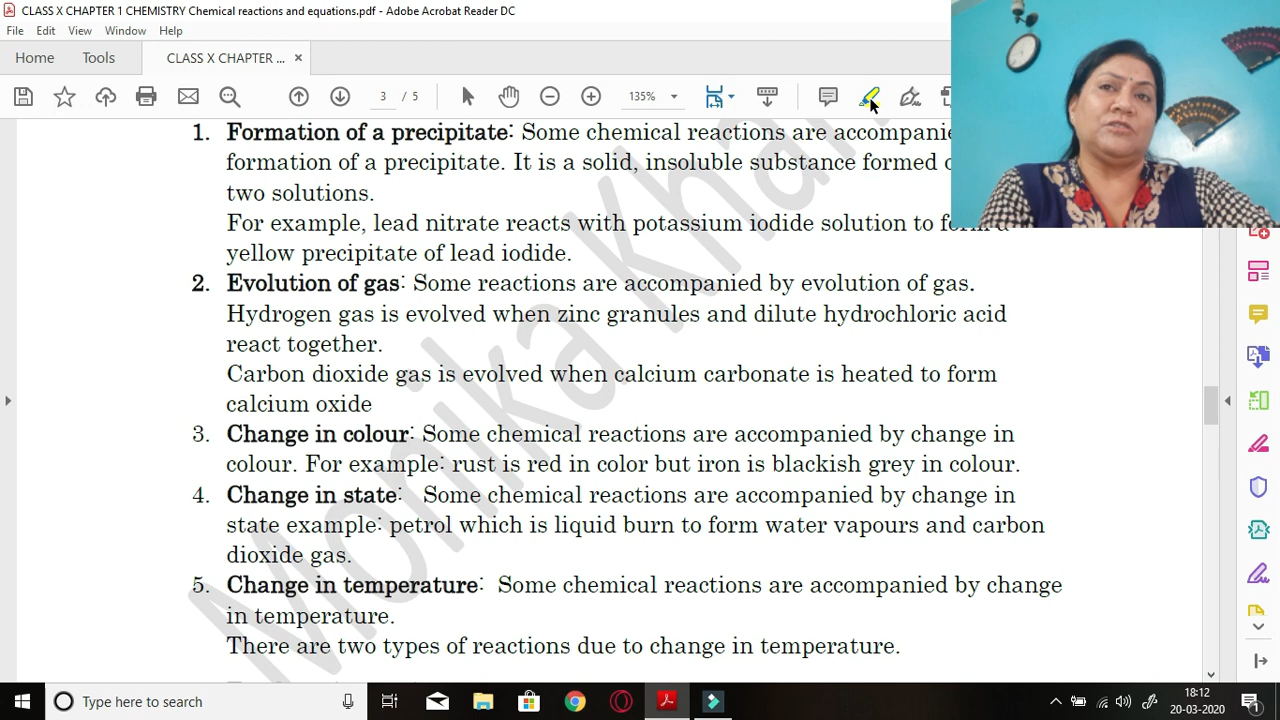 CLASS X CHAPTER 1 CHEMISTRY Chemical reactions and equations.pdf - Adobe Acrobat Reader DC
File Edit View Window Help
Home Tools CLASS X CHAPTER ... ×
3 / 5 135%
1. Formation of a precipitate: Some chemical reactions are
formation of a precipitate. It is a solid, insoluble substance formed
two solutions.
For example, lead nitrate reacts with potassium iodide solution to
yellow precipitate of lead iodide.
2. Evolution of gas: Some reactions are accompanied by evolution of gas.
Hydrogen gas is evolved when zinc granules and dilute hydrochloric acid
react together.
Carbon dioxide gas is evolved when calcium carbonate is heated to form
calcium oxide
3. Change in colour: Some chemical reactions are accompanied by change in
colour. For example: rust is red in color but iron is blackish grey in colour.
4. Change in state: Some chemical reactions are accompanied by change in
state example: petrol which is liquid burn to form water vapours and carbon
dioxide gas.
5. Change in temperature: Some chemical reactions are accompanied by change
in temperature.
There are two types of reactions due to change in temperature.
Monika Khan
Type here to search
18:12
20-03-2020